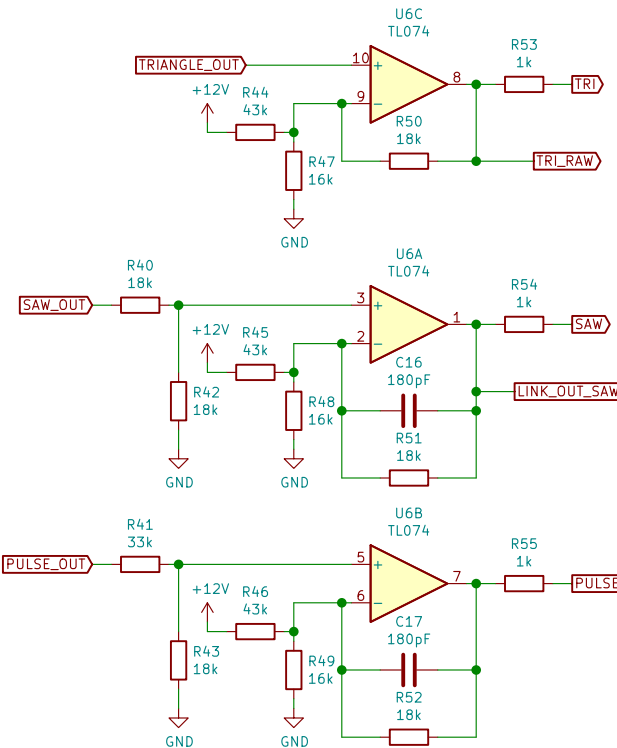 U6C
TL074
TRIANGLE_OUT
10
+
8
R53
1k
TRI
+12V
R44
43k
9
−
R50
18k
R47
16k
TRI_RAW
GND
R40
18k
SAW_OUT
U6A
TL074
3
+
1
R54
1k
SAW
+12V
R45
43k
2
−
C16
180pF
LINK_OUT_SAW
R42
18k
R48
16k
R51
18k
GND
GND
R41
33k
PULSE_OUT
U6B
TL074
5
+
7
R55
1k
PULSE
+12V
R46
43k
6
−
C17
180pF
R43
18k
R49
16k
R52
18k
GND
GND